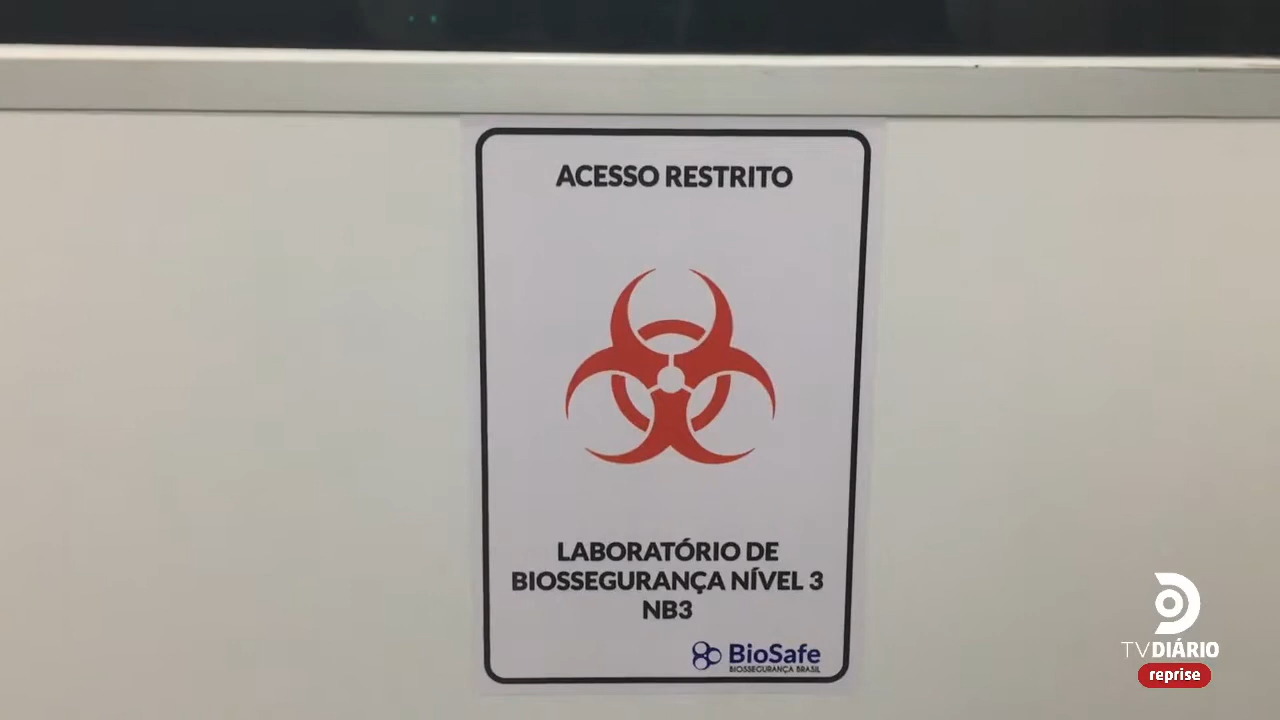 ACESSO RESTRITO
LABORATÓRIO DE
BIOSSEGURANÇA NÍVEL 3
NB3
BioSafe
BIOSSEGURANÇA BRASIL
TV DIÁRIO
reprise